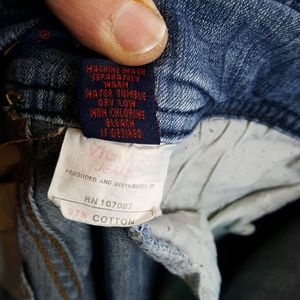 MACHINE WASH
SEPARATELY
WARM
WATER TUMBLE
DRY LOW
NON CHLORINE
BLEACH
IF DESIRED
PRODUCED AND DISTRIBUTED BY
RN 107002
97% COTTON